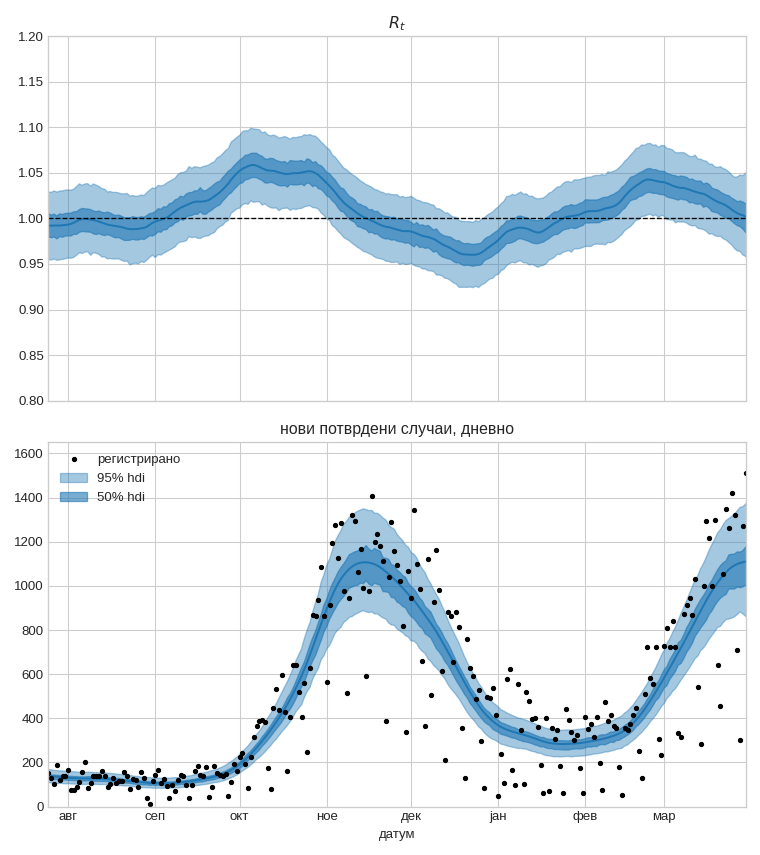 Rt
1.20
1.15
1.10
1.05
1.00
0.95
0.90
0.85
0.80
нови потврдени случаи, дневно
1600
1400
1200
1000
800
600
400
200
0
регистрирано
95% hdi
50% hdi
авг сеп окт ное дек јан фев мар
датум